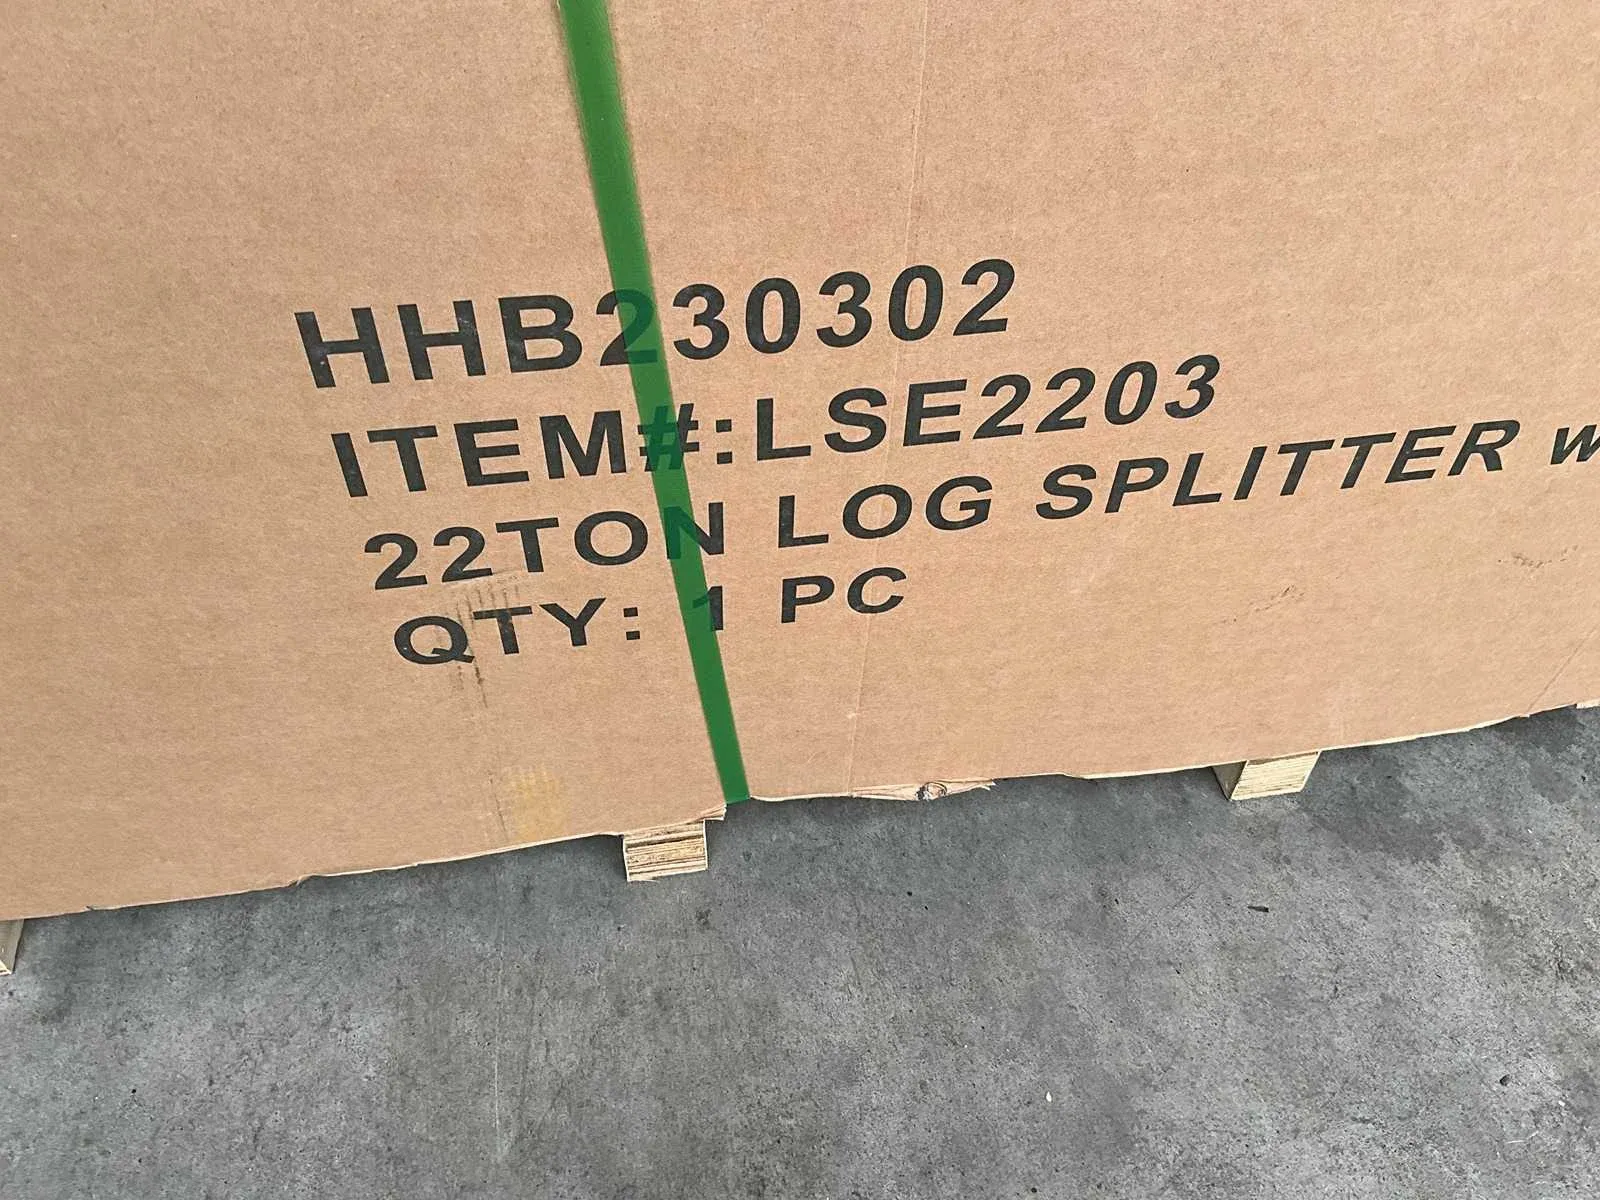 HHB230302
ITEM#:LSE2203
22TON LOG SPLITTER
QTY: 1 PC